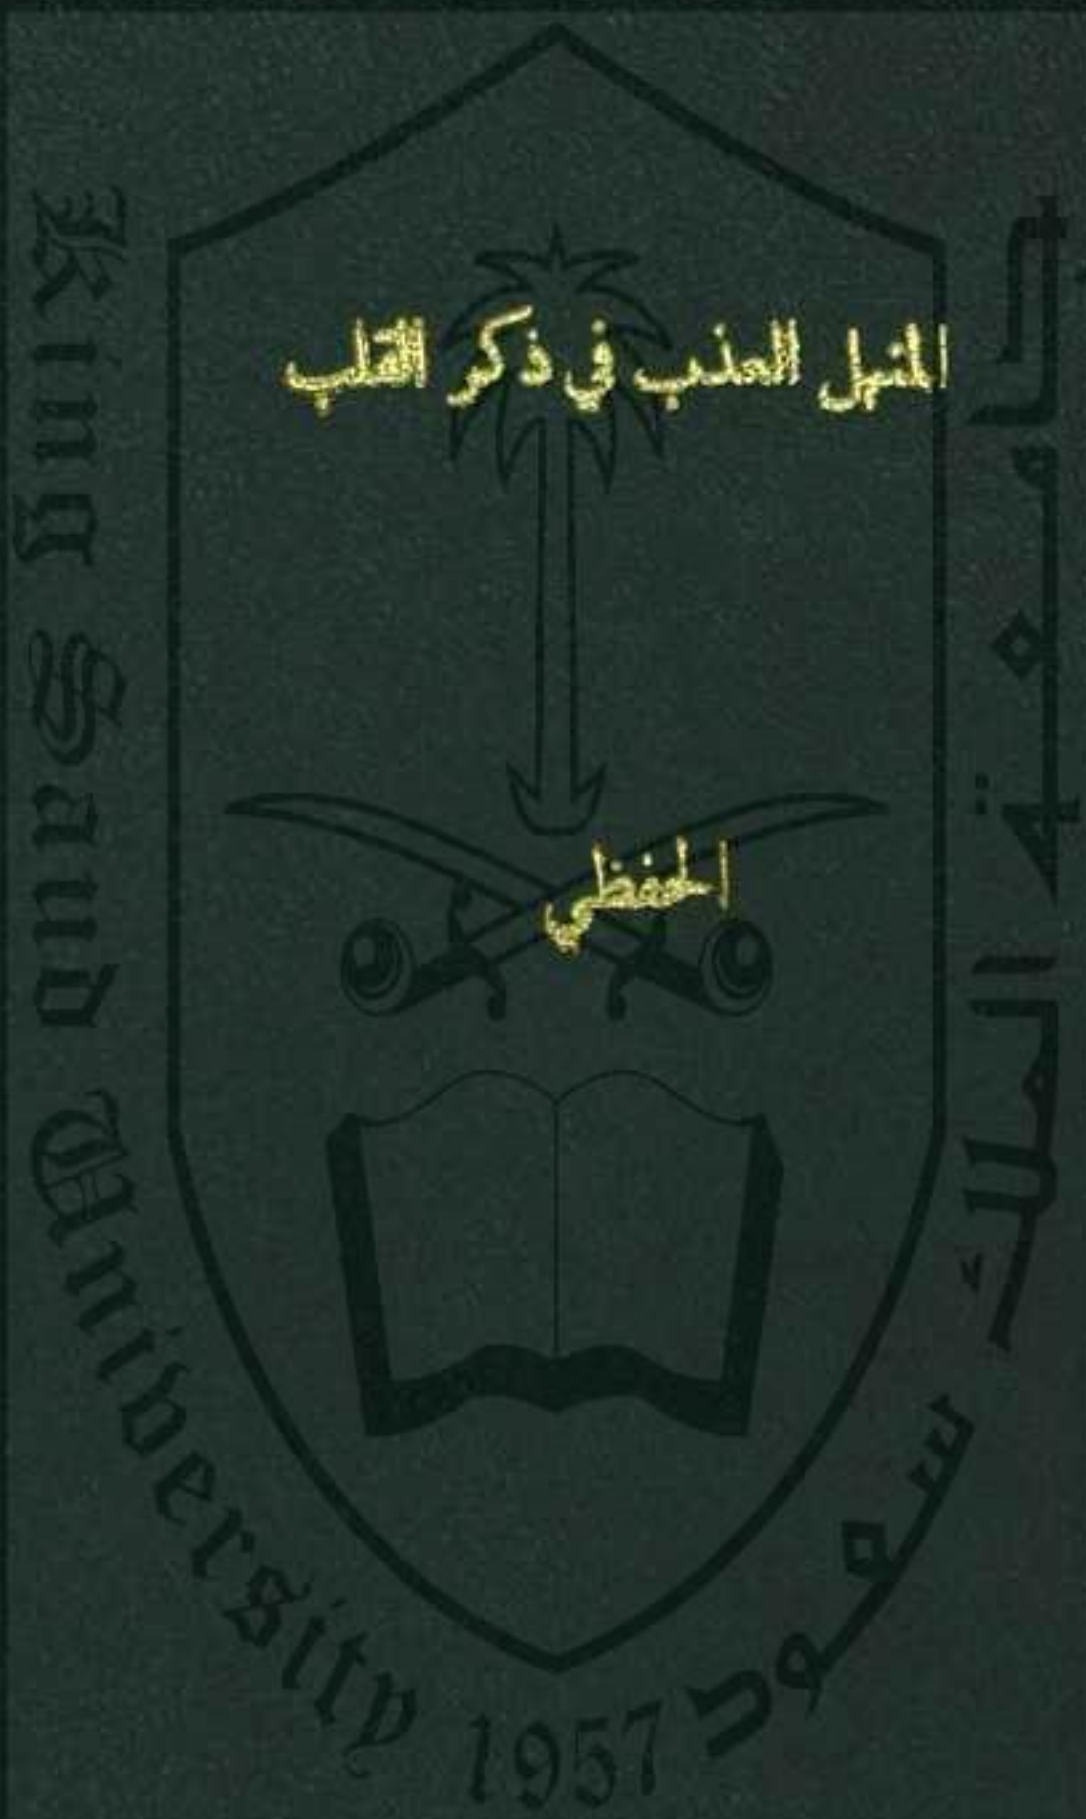 المنهل العذب في ذكر القلب
الحفظي
جامعة الملك سعود
King Saud University 1957